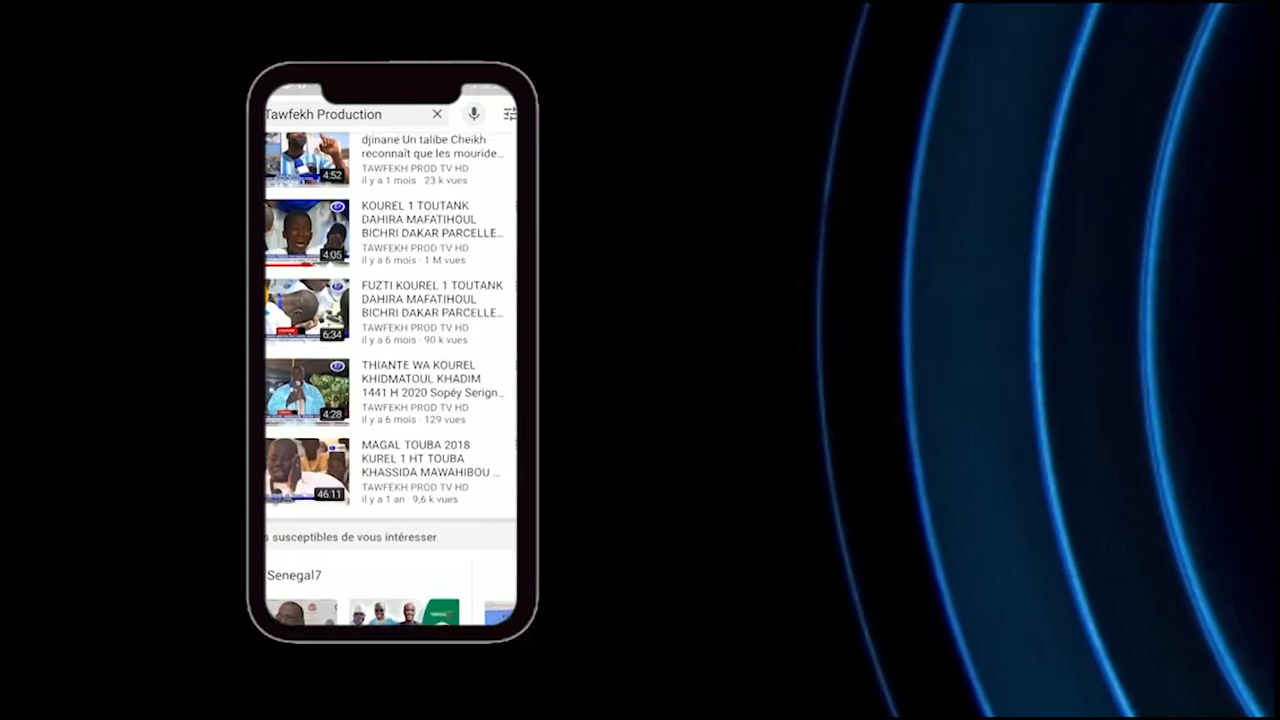 Tawfekh Production
djinane Un talibe Cheikh
reconnaît que les mouride...
TAWFEKH PROD TV HD
il y a 1 mois · 23 k vues
4:52
KOUREL 1 TOUTANK
DAHIRA MAFATIHOUL
BICHRI DAKAR PARCELLE...
TAWFEKH PROD TV HD
il y a 6 mois · 1 M vues
4:05
FUZTI KOUREL 1 TOUTANK
DAHIRA MAFATIHOUL
BICHRI DAKAR PARCELLE...
TAWFEKH PROD TV HD
il y a 6 mois · 90 k vues
6:34
THIANTE WA KOUREL
KHIDMATOUL KHADIM
1441 H 2020 Sopéy Serign...
TAWFEKH PROD TV HD
il y a 6 mois · 129 vues
4:28
MAGAL TOUBA 2018
KUREL 1 HT TOUBA
KHASSIDA MAWAHIBOU ...
TAWFEKH PROD TV HD
il y a 1 an · 9,6 k vues
46:11
s susceptibles de vous intéresser
Senegal7